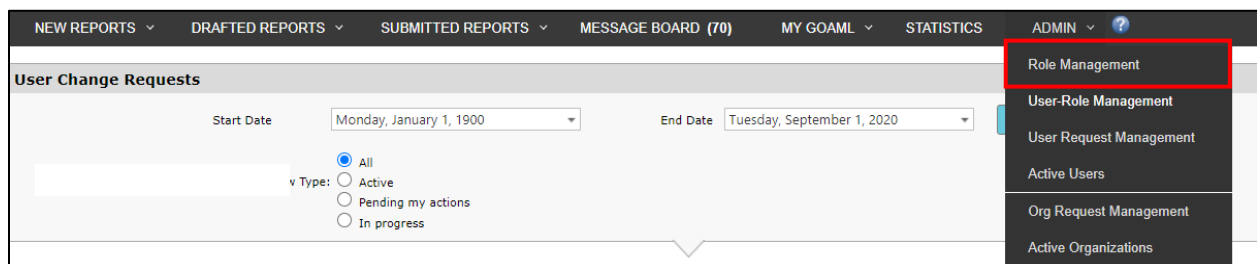 NEW REPORTS DRAFTED REPORTS SUBMITTED REPORTS MESSAGE BOARD (70) MY GOAML STATISTICS ADMIN ?
Role Management
User Change Requests
User-Role Management
Start Date Monday, January 1, 1900 End Date Tuesday, September 1, 2020
User Request Management
All
Type: Active
Active Users
Pending my actions
Org Request Management
In progress
Active Organizations